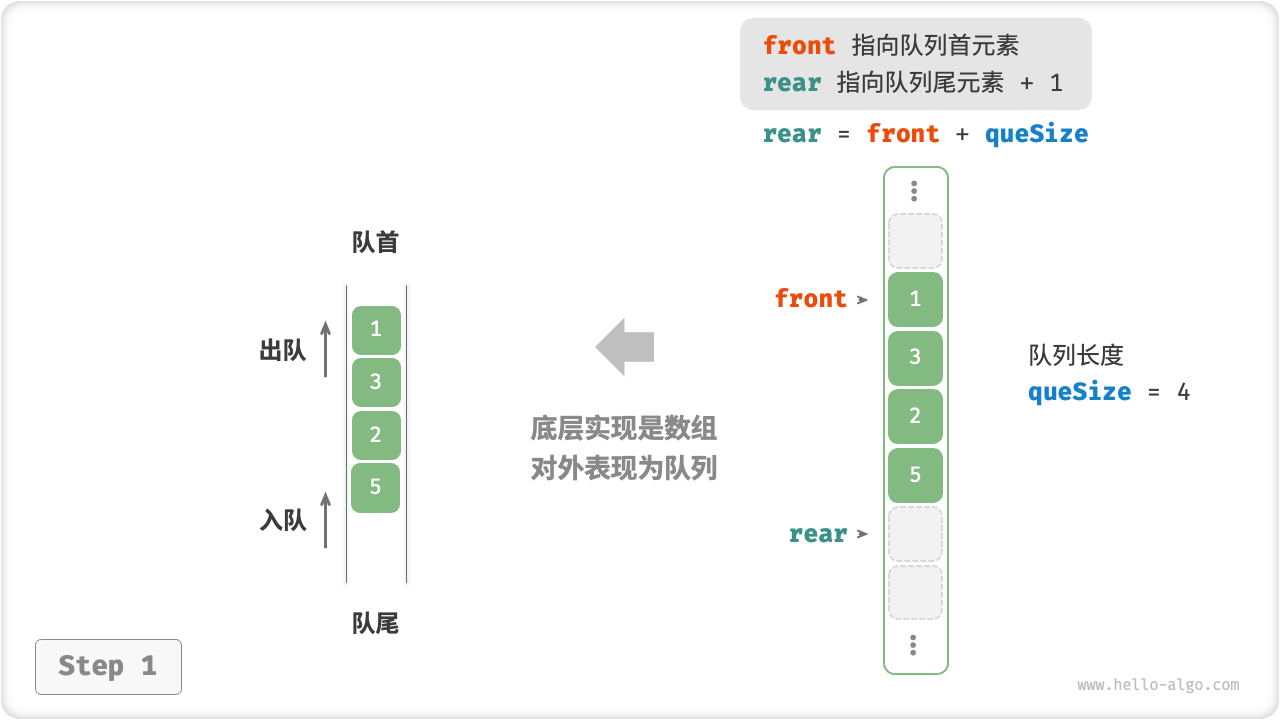 front 指向队列首元素
rear 指向队列尾元素 + 1
rear = front + queSize
队首
出队
1
3
2
5
入队
队尾
底层实现是数组
对外表现为队列
front
1
3
2
5
rear
队列长度
queSize = 4
Step 1
www.hello-algo.com